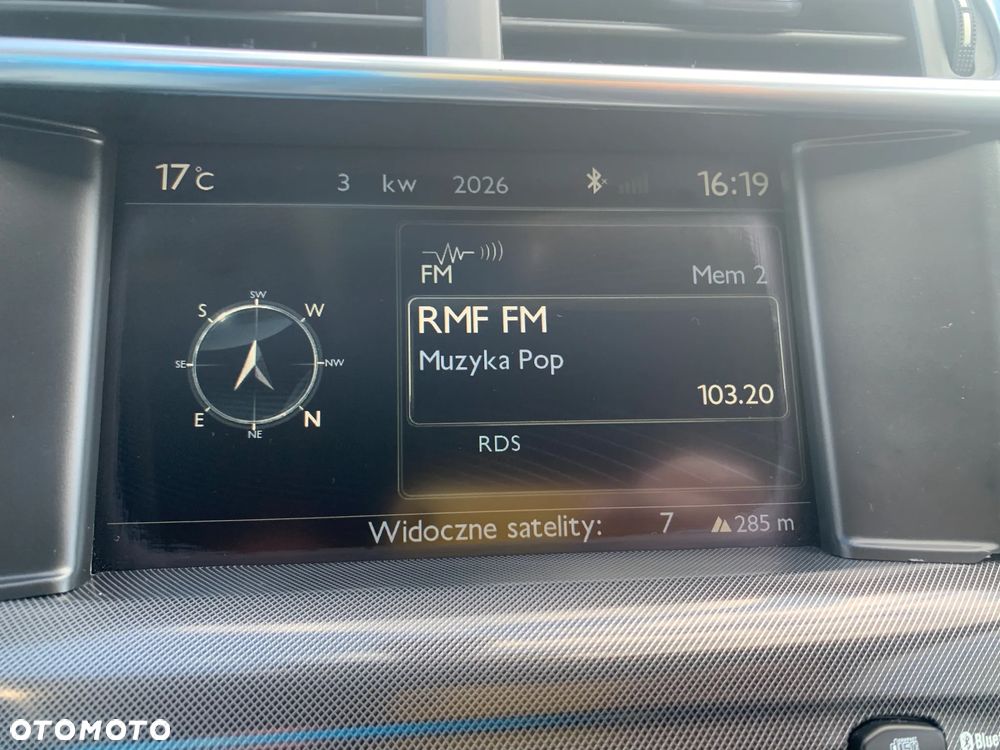 17°C 3 kw 2026 16:19
FM Mem 2
RMF FM
Muzyka Pop
103.20
RDS
SW
S W
SE NW
E N
NE
Widoczne satelity: 7 285 m
OTOMOTO